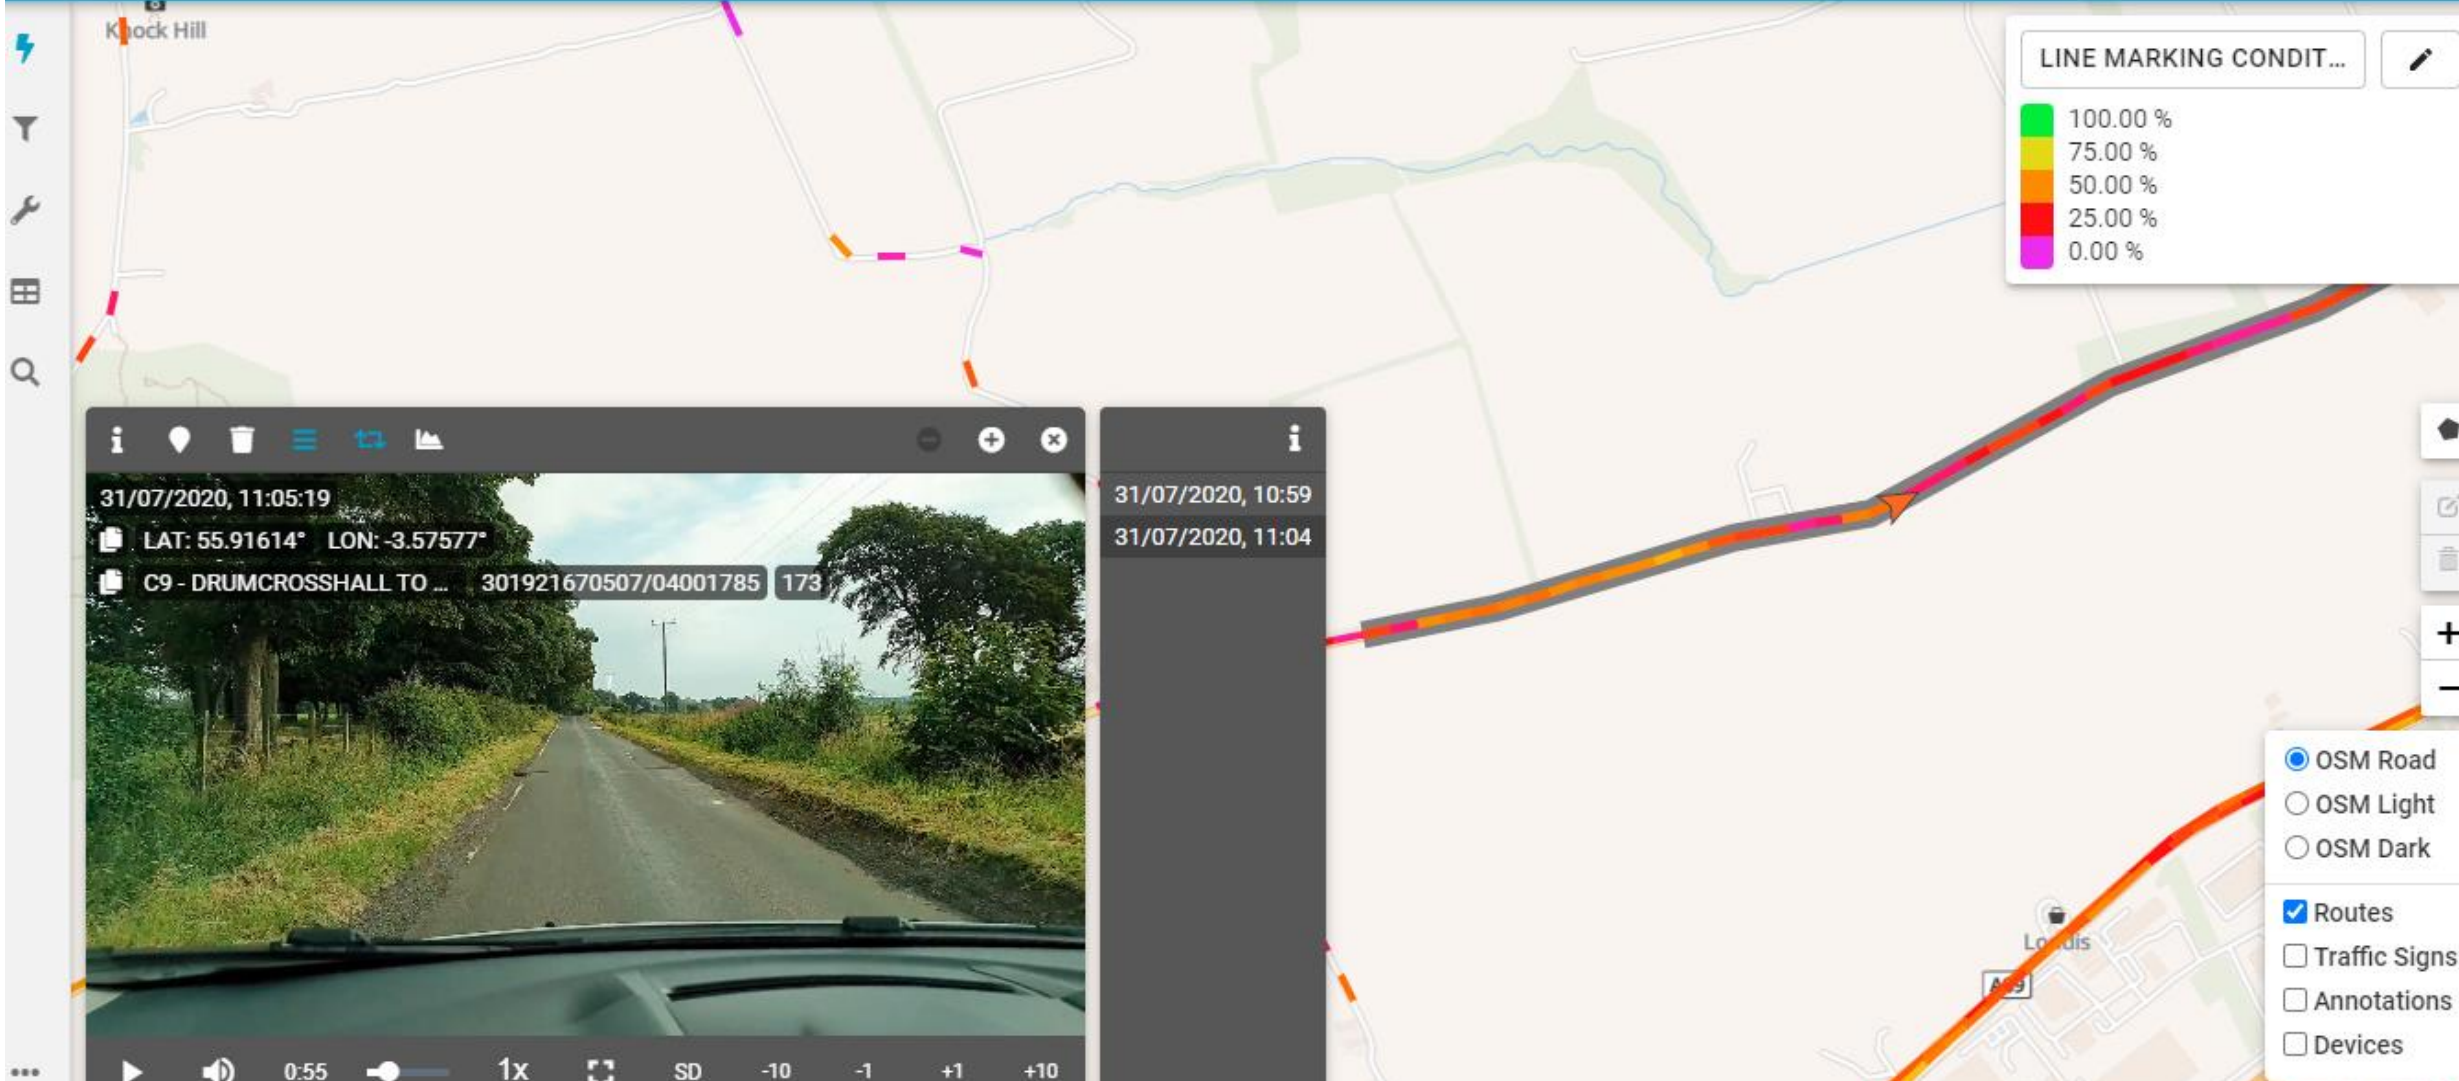 Knock Hill
LINE MARKING CONDIT...
100.00 %
75.00 %
50.00 %
25.00 %
0.00 %
31/07/2020, 11:05:19
LAT: 55.91614° LON: -3.57577°
C9 - DRUMCROSSHALL TO ... 301921670507/04001785 173
31/07/2020, 10:59
31/07/2020, 11:04
OSM Road
OSM Light
OSM Dark
Routes
Traffic Signs
Annotations
Devices
Londis
A89
0:55 1x SD -10 -1 +1 +10